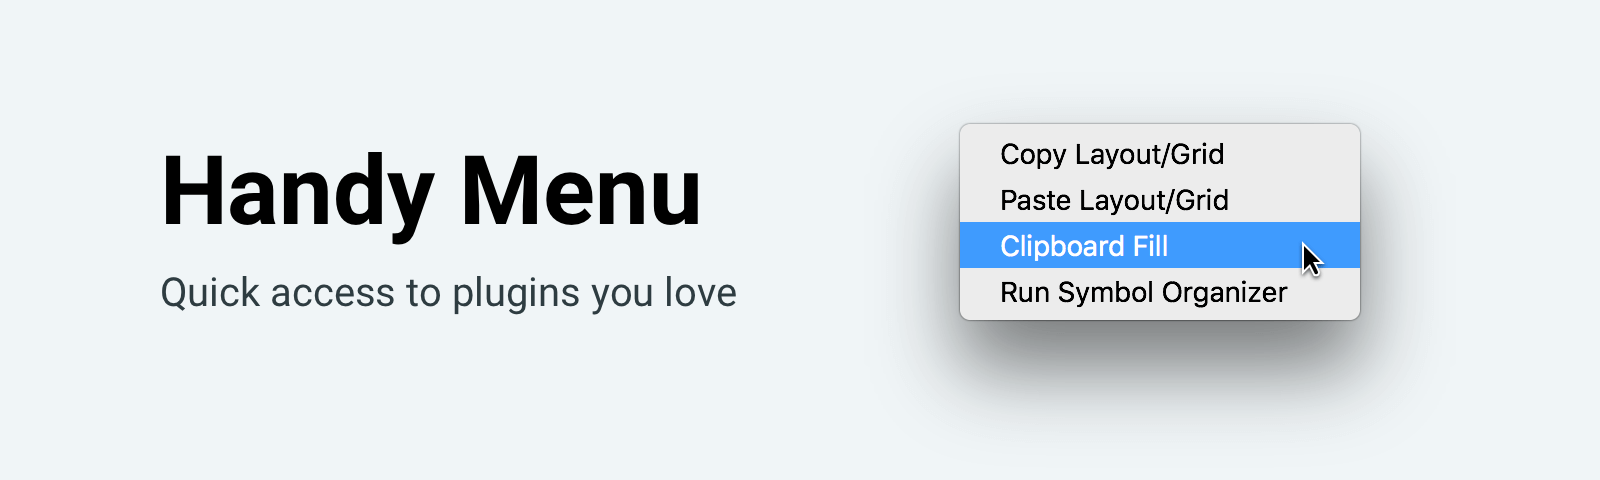 Handy Menu
Quick access to plugins you love
Copy Layout/Grid
Paste Layout/Grid
Clipboard Fill
Run Symbol Organizer